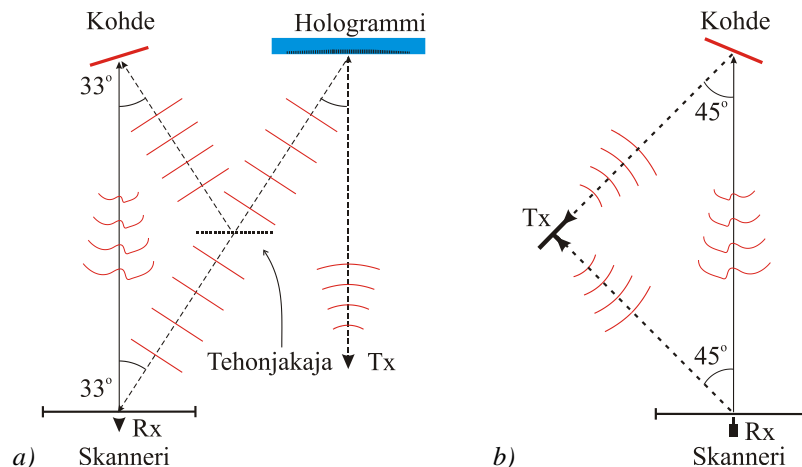 Kohde
Hologrammi
33°
Tehonjakaja
Tx
33°
Rx
a)
Skanneri
Kohde
45°
Tx
45°
Rx
b)
Skanneri